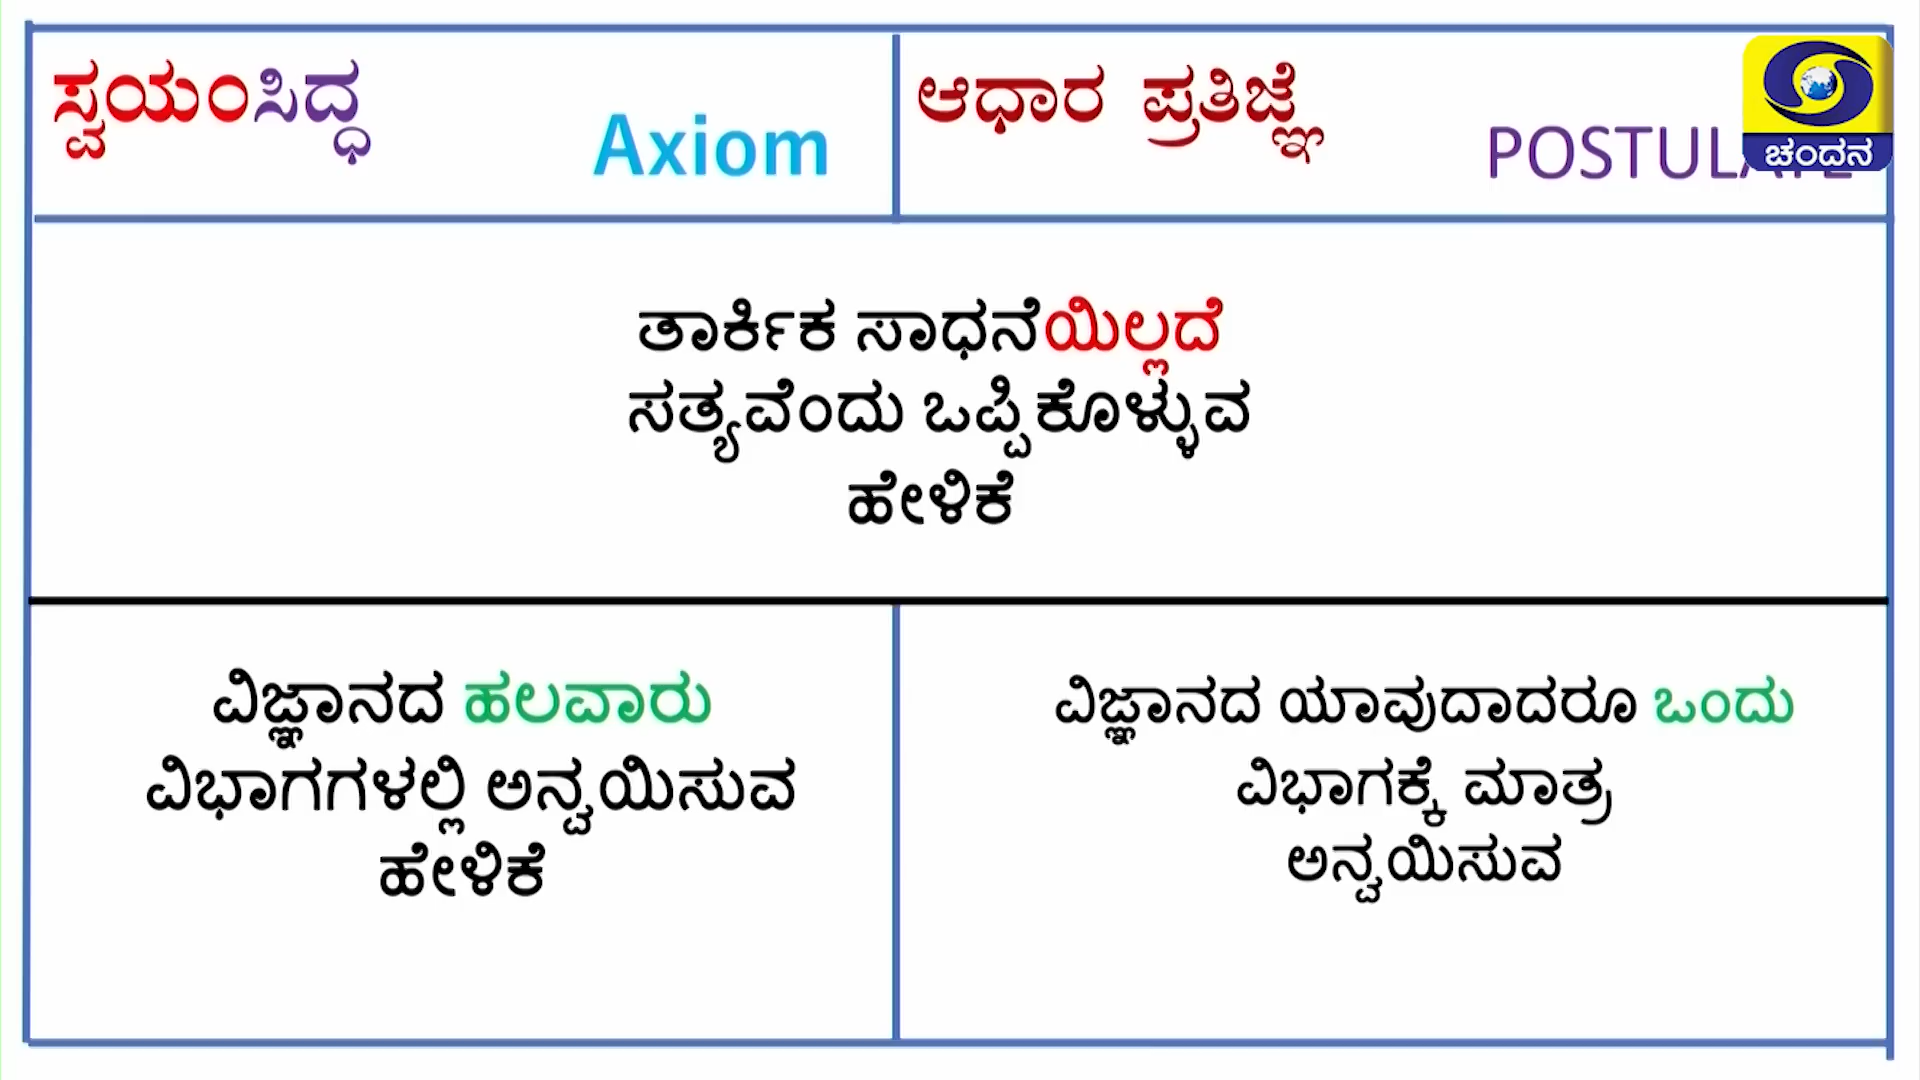 ಸ್ವಯಂಸಿದ್ಧ
Axiom
ಆಧಾರ ಪ್ರತಿಜ್ಞೆ
ಚಂದನ
ತಾರ್ಕಿಕ ಸಾಧನೆಯಿಲ್ಲದೆ
ಸತ್ಯವೆಂದು ಒಪ್ಪಿಕೊಳ್ಳುವ
ಹೇಳಿಕೆ
ವಿಜ್ಞಾನದ ಹಲವಾರು
ವಿಭಾಗಗಳಲ್ಲಿ ಅನ್ವಯಿಸುವ
ಹೇಳಿಕೆ
ವಿಜ್ಞಾನದ ಯಾವುದಾದರೂ ಒಂದು
ವಿಭಾಗಕ್ಕೆ ಮಾತ್ರ
ಅನ್ವಯಿಸುವ